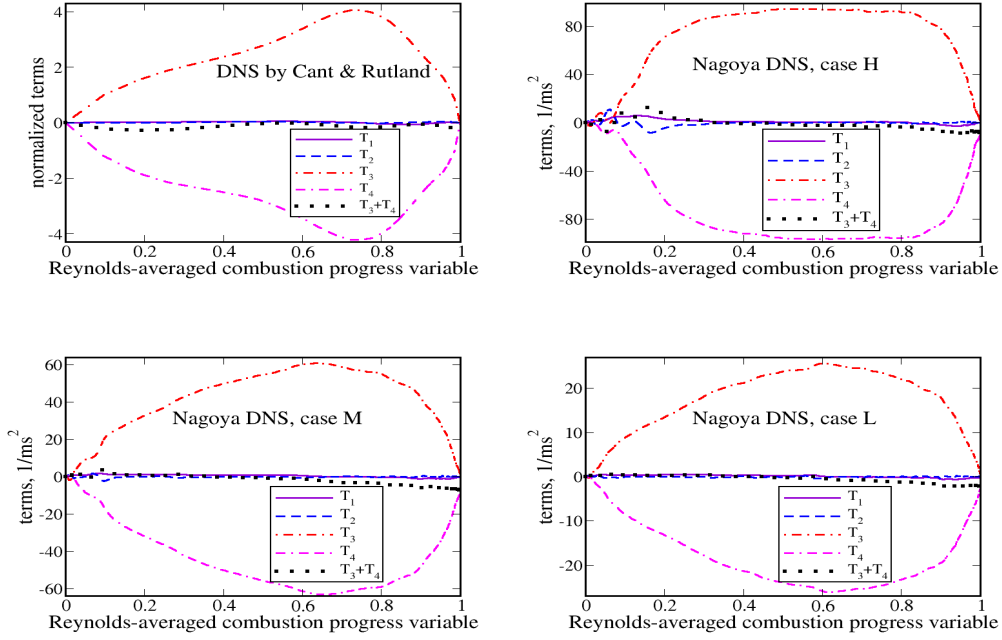 4
2
0
-2
-4
normalized terms
DNS by Cant & Rutland
T1
T2
T3
T4
T3+T4
0 0.2 0.4 0.6 0.8 1
Reynolds-averaged combustion progress variable
80
40
0
-40
-80
terms, 1/ms2
Nagoya DNS, case H
T1
T2
T3
T4
T3+T4
0 0.2 0.4 0.6 0.8 1
Reynolds-averaged combustion progress variable
60
40
20
0
-20
-40
-60
terms, 1/ms2
Nagoya DNS, case M
T1
T2
T3
T4
T3+T4
0 0.2 0.4 0.6 0.8 1
Reynolds-averaged combustion progress variable
20
10
0
-10
-20
terms, 1/ms2
Nagoya DNS, case L
T1
T2
T3
T4
T3+T4
0 0.2 0.4 0.6 0.8 1
Reynolds-averaged combustion progress variable